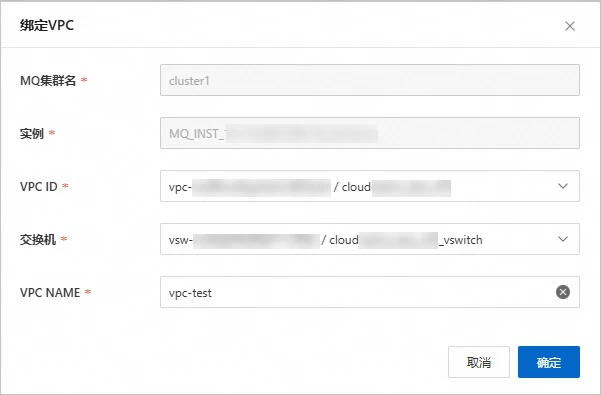 绑定VPC
MQ集群名 * cluster1
实例 * MQ_INST_
VPC ID * vpc- / cloud
交换机 * vsw- / cloud _vswitch
VPC NAME * vpc-test
取消 确定